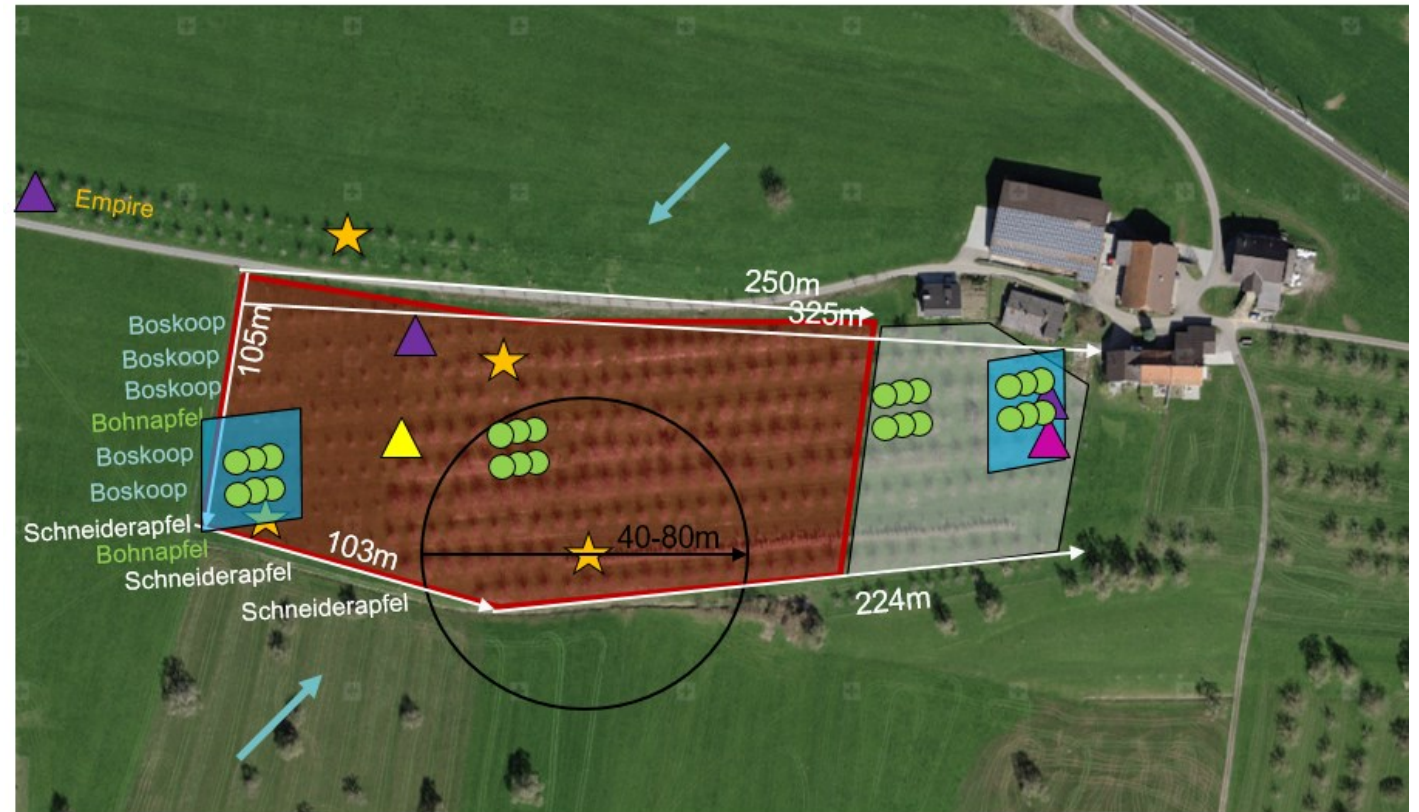 Empire
250m
325m
105m
Boskoop
Boskoop
Boskoop
Bohnapfel
Boskoop
Boskoop
Schneiderapfel
Bohnapfel
Schneiderapfel
Schneiderapfel
103m
40-80m
224m